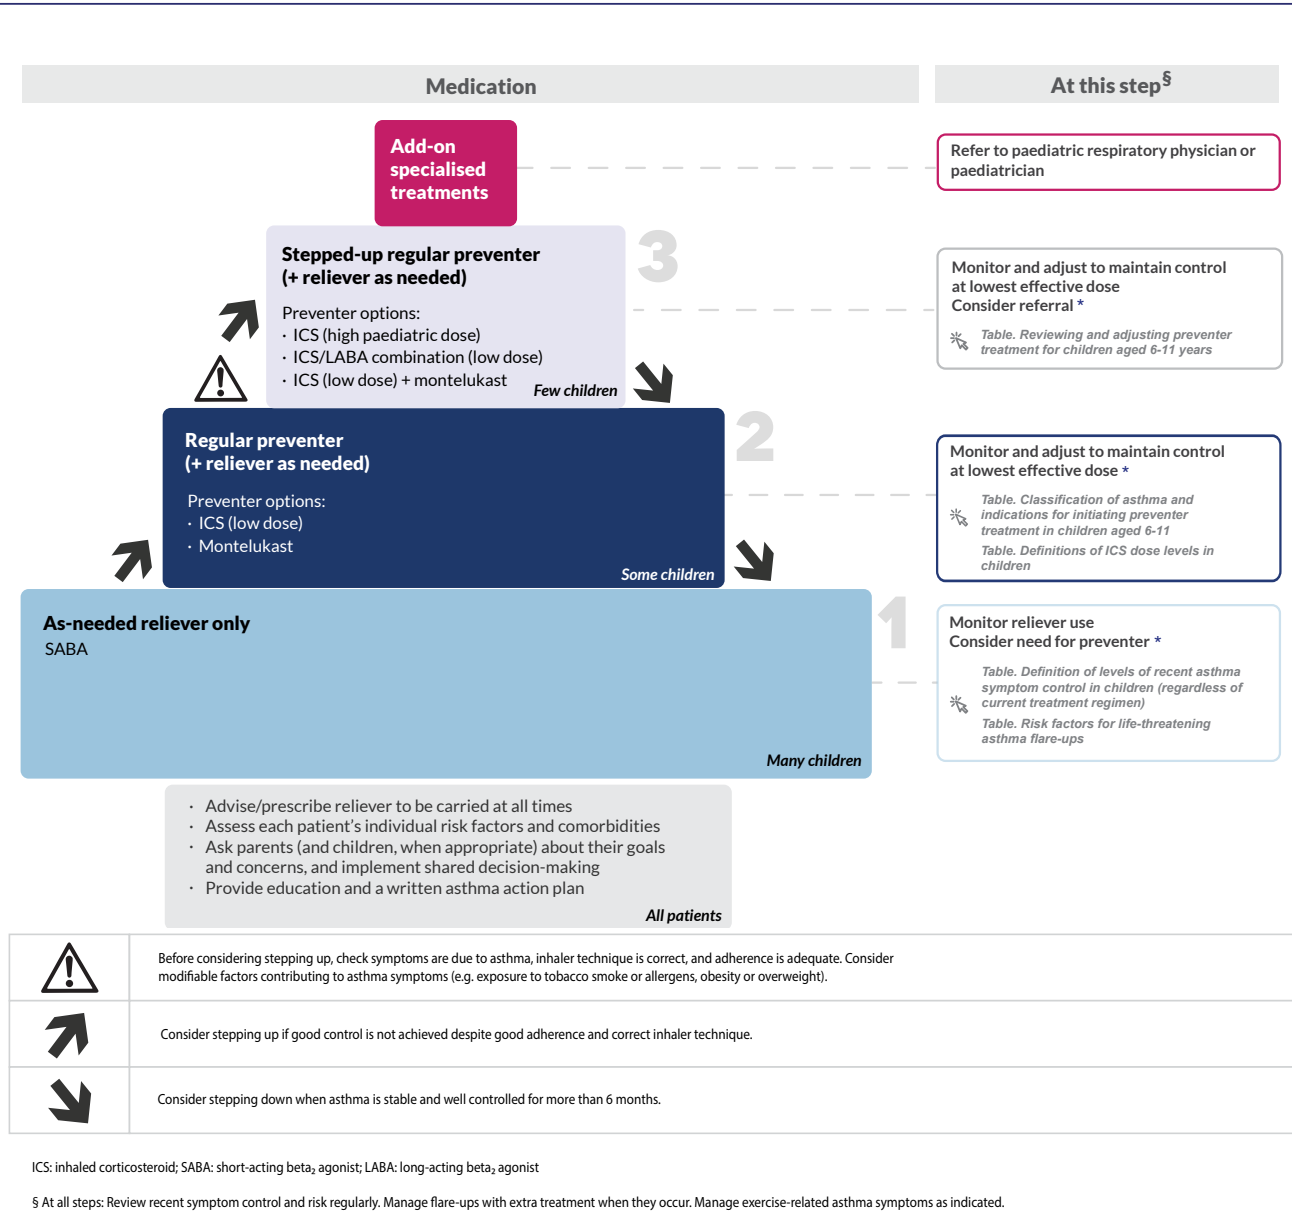 Medication
At this step§
Add-on
specialised
treatments
Refer to paediatric respiratory physician or
paediatrician
Stepped-up regular preventer
(+ reliever as needed)
Preventer options:
· ICS (high paediatric dose)
· ICS/LABA combination (low dose)
· ICS (low dose) + montelukast
Few children
3
Monitor and adjust to maintain control
at lowest effective dose
Consider referral *
Table. Reviewing and adjusting preventer
treatment for children aged 6-11 years
Regular preventer
(+ reliever as needed)
Preventer options:
· ICS (low dose)
· Montelukast
Some children
2
Monitor and adjust to maintain control
at lowest effective dose *
Table. Classification of asthma and
indications for initiating preventer
treatment in children aged 6-11
Table. Definitions of ICS dose levels in
children
As-needed reliever only
SABA
Many children
1
Monitor reliever use
Consider need for preventer *
Table. Definition of levels of recent asthma
symptom control in children (regardless of
current treatment regimen)
Table. Risk factors for life-threatening
asthma flare-ups
· Advise/prescribe reliever to be carried at all times
· Assess each patient's individual risk factors and comorbidities
· Ask parents (and children, when appropriate) about their goals
and concerns, and implement shared decision-making
· Provide education and a written asthma action plan
All patients
Before considering stepping up, check symptoms are due to asthma, inhaler technique is correct, and adherence is adequate. Consider
modifiable factors contributing to asthma symptoms (e.g. exposure to tobacco smoke or allergens, obesity or overweight).
Consider stepping up if good control is not achieved despite good adherence and correct inhaler technique.
Consider stepping down when asthma is stable and well controlled for more than 6 months.
ICS: inhaled corticosteroid; SABA: short-acting beta₂ agonist; LABA: long-acting beta₂ agonist
§ At all steps: Review recent symptom control and risk regularly. Manage flare-ups with extra treatment when they occur. Manage exercise-related asthma symptoms as indicated.